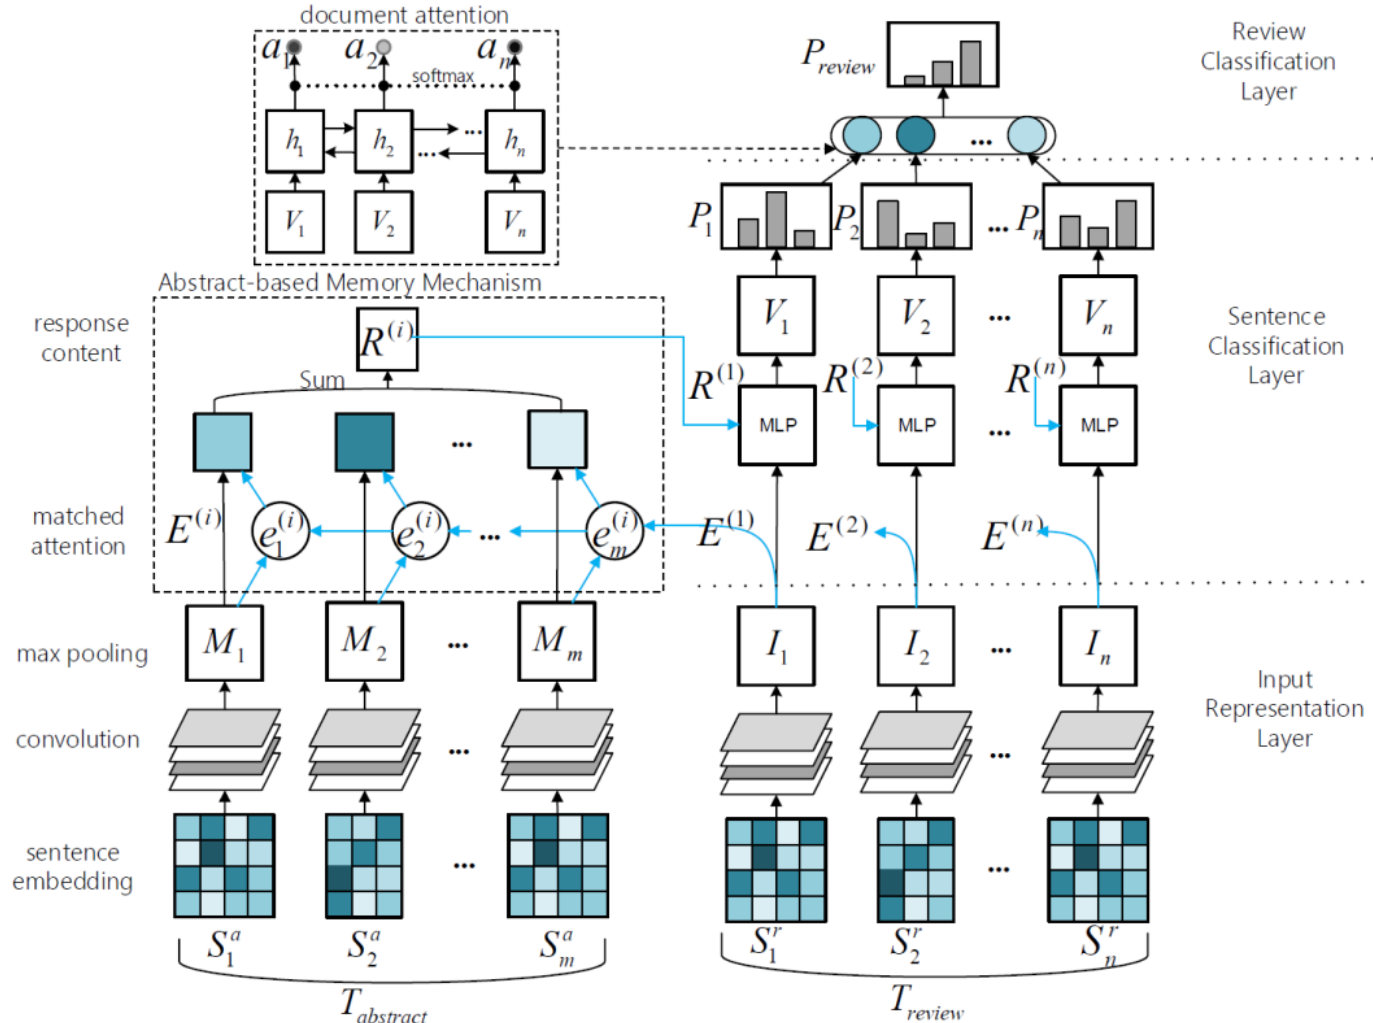 document attention
a1 a2 an
softmax
h1 h2 ... hn
...
V1 V2 Vn
Preview
...
Review
Classification
Layer
P1 P2 ... Pn
V1 V2 ... Vn
R(1) R(2) R(n)
MLP MLP ... MLP
Sentence
Classification
Layer
Abstract-based Memory Mechanism
response
content
R(i)
Sum
...
matched
attention
E(i) e1(i) e2(i) ... em(i)
E(1) E(2) E(n)
max pooling
M1 M2 ... Mm
I1 I2 ... In
convolution
...
...
Input
Representation
Layer
sentence
embedding
...
...
S1a S2a Sma
S1r S2r Snr
Tabstract
Treview